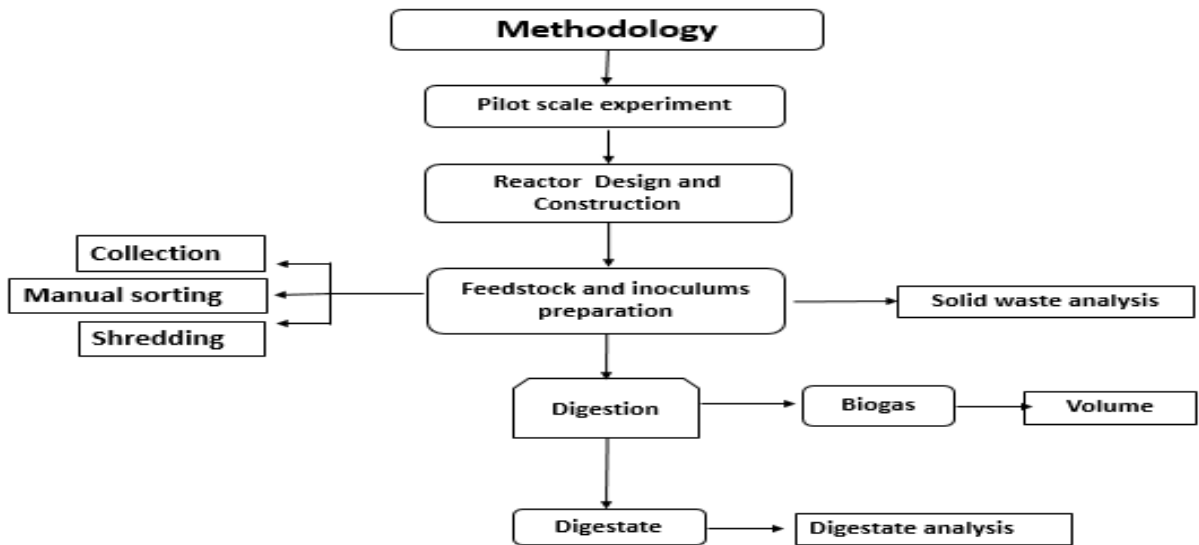 Methodology
Pilot scale experiment
Reactor Design and
Construction
Collection
Manual sorting
Shredding
Feedstock and inoculums
preparation
Solid waste analysis
Digestion
Biogas
Volume
Digestate
Digestate analysis